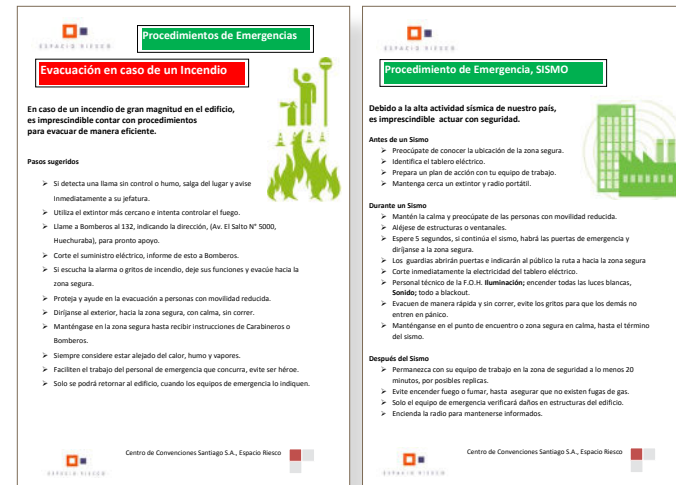 ESPACIO RIESCO
Procedimientos de Emergencias
Evacuación en caso de un Incendio
En caso de un incendio de gran magnitud en el edificio,
es imprescindible contar con procedimientos
para evacuar de manera eficiente.
Pasos sugeridos
➢ Si detecta una llama sin control o humo, salga del lugar y avise
Inmediatamente a su jefatura.
➢ Utiliza el extintor más cercano e intenta controlar el fuego.
➢ Llame a Bomberos al 132, indicando la dirección, (Av. El Salto N° 5000,
Huechuraba), para pronto apoyo.
➢ Corte el suministro eléctrico, informe de esto a Bomberos.
➢ Si escucha la alarma o gritos de incendio, deje sus funciones y evacúe hacia la
zona segura.
➢ Proteja y ayude en la evacuación a personas con movilidad reducida.
➢ Diríjanse al exterior, hacia la zona segura, con calma, sin correr.
➢ Manténganse en la zona segura hasta recibir instrucciones de Carabineros o
Bomberos.
➢ Siempre considere estar alejado del calor, humo y vapores.
➢ Faciliten el trabajo del personal de emergencia que concurra, evite ser héroe.
➢ Solo se podrá retornar al edificio, cuando los equipos de emergencia lo indiquen.
ESPACIO RIESCO
Centro de Convenciones Santiago S.A., Espacio Riesco
ESPACIO RIESCO
Procedimiento de Emergencia, SISMO
Debido a la alta actividad sísmica de nuestro país,
es imprescindible actuar con seguridad.
Antes de un Sismo
➢ Preocúpate de conocer la ubicación de la zona segura.
➢ Identifica el tablero eléctrico.
➢ Prepara un plan de acción con tu equipo de trabajo.
➢ Mantenga cerca un extintor y radio portátil.
Durante un Sismo
➢ Mantén la calma y preocúpate de las personas con movilidad reducida.
➢ Aléjese de estructuras o ventanales.
➢ Espere 5 segundos, si continúa el sismo, habrá las puertas de emergencia y
diríjanse a la zona segura.
➢ Los guardias abrirán puertas e indicarán al público la ruta a hacia la zona segura
➢ Corte inmediatamente la electricidad del tablero eléctrico.
➢ Personal técnico de la F.O.H. Iluminación; encender todas las luces blancas,
Sonido; todo a blackout.
➢ Evacuen de manera rápida y sin correr, evite los gritos para que los demás no
entren en pánico.
➢ Manténganse en el punto de encuentro o zona segura en calma, hasta el término
del sismo.
Después del Sismo
➢ Permanezca con su equipo de trabajo en la zona de seguridad a lo menos 20
minutos, por posibles replicas.
➢ Evite encender fuego o fumar, hasta asegurar que no existen fugas de gas.
➢ Solo el equipo de emergencia verificará daños en estructuras del edificio.
➢ Encienda la radio para mantenerse informados.
ESPACIO RIESCO
Centro de Convenciones Santiago S.A., Espacio Riesco